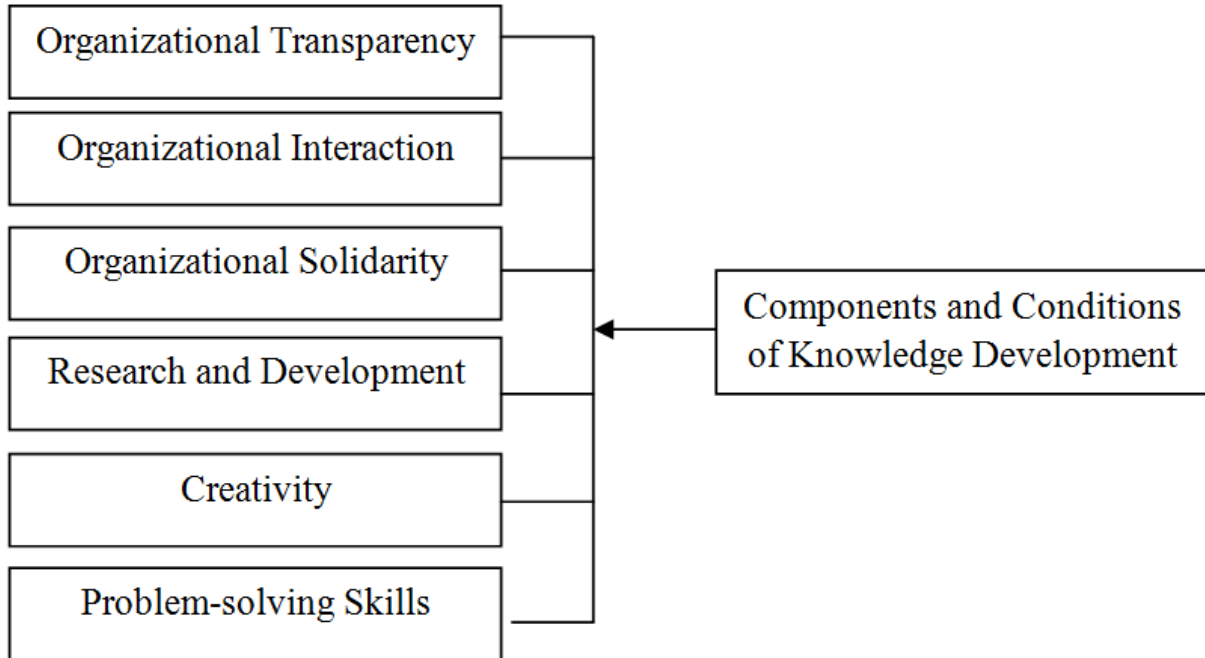 Organizational Transparency
Organizational Interaction
Organizational Solidarity
Research and Development
Creativity
Problem-solving Skills
Components and Conditions
of Knowledge Development